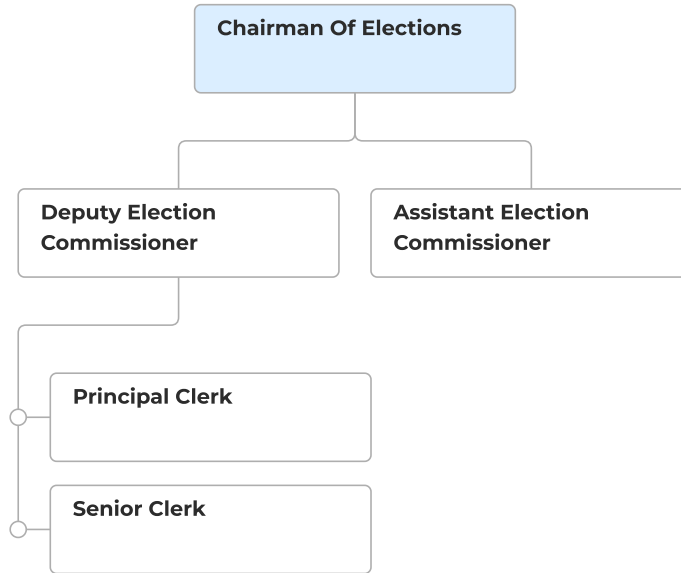 Chairman Of Elections
Deputy Election
Commissioner
Assistant Election
Commissioner
Principal Clerk
Senior Clerk